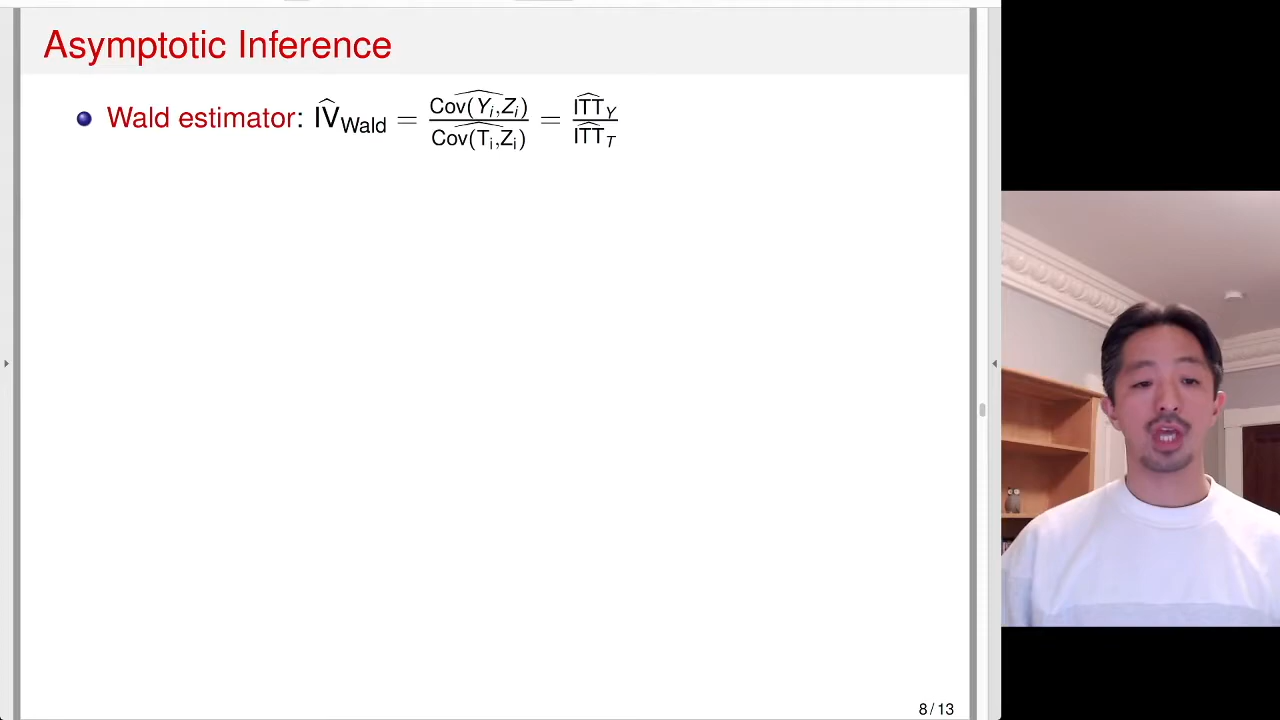 Asymptotic Inference
Wald estimator: $\widehat{\text{IV}}_{\text{Wald}} = \frac{\widehat{\text{Cov}(Y_i, Z_i)}}{\widehat{\text{Cov}(T_i, Z_i)}} = \frac{\widehat{\text{ITT}}_Y}{\widehat{\text{ITT}}_T}$
8 / 13